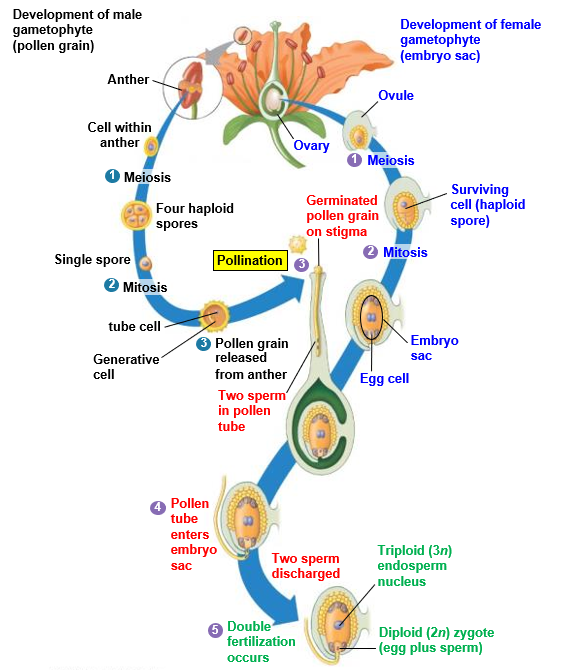 Development of male
gametophyte
(pollen grain)
Development of female
gametophyte
(embryo sac)
Anther
Ovule
Cell within
anther
Ovary
1 Meiosis
1 Meiosis
Four haploid
spores
Germinated
pollen grain
on stigma
Surviving
cell (haploid
spore)
Single spore
Pollination
3
2 Mitosis
2 Mitosis
tube cell
Generative
cell
3 Pollen grain
released
from anther
Embryo
sac
Egg cell
Two sperm
in pollen
tube
4 Pollen
tube
enters
embryo
sac
Two sperm
discharged
Triploid (3n)
endosperm
nucleus
5 Double
fertilization
occurs
Diploid (2n) zygote
(egg plus sperm)